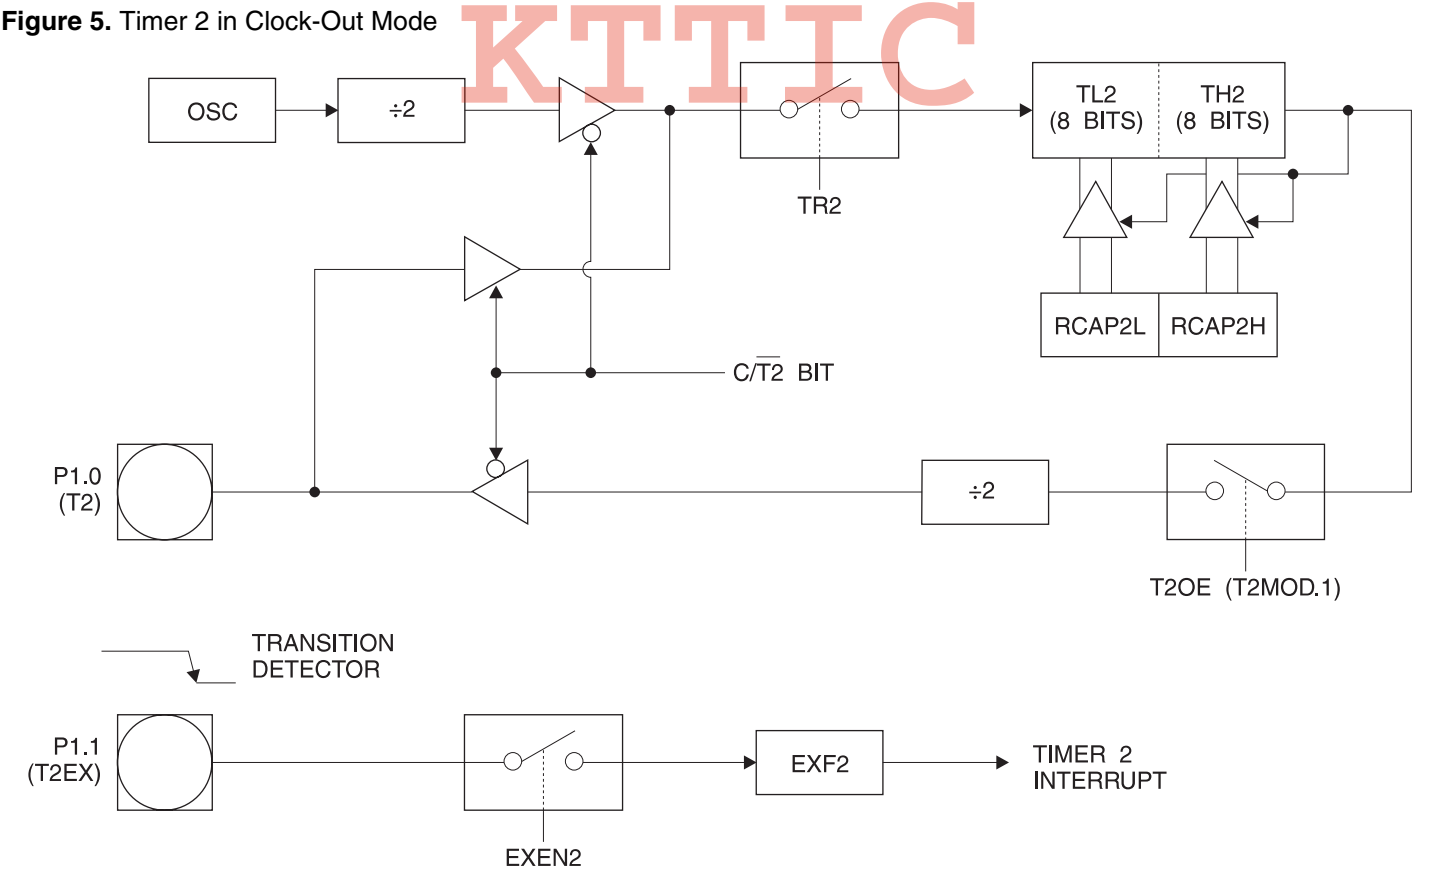 Figure 5. Timer 2 in Clock-Out Mode
KTTIC
OSC
÷2
TL2
(8 BITS)
TH2
(8 BITS)
TR2
RCAP2L
RCAP2H
C/T2 BIT
P1.0
(T2)
÷2
T2OE (T2MOD.1)
TRANSITION
DETECTOR
P1.1
(T2EX)
EXF2
TIMER 2
INTERRUPT
EXEN2